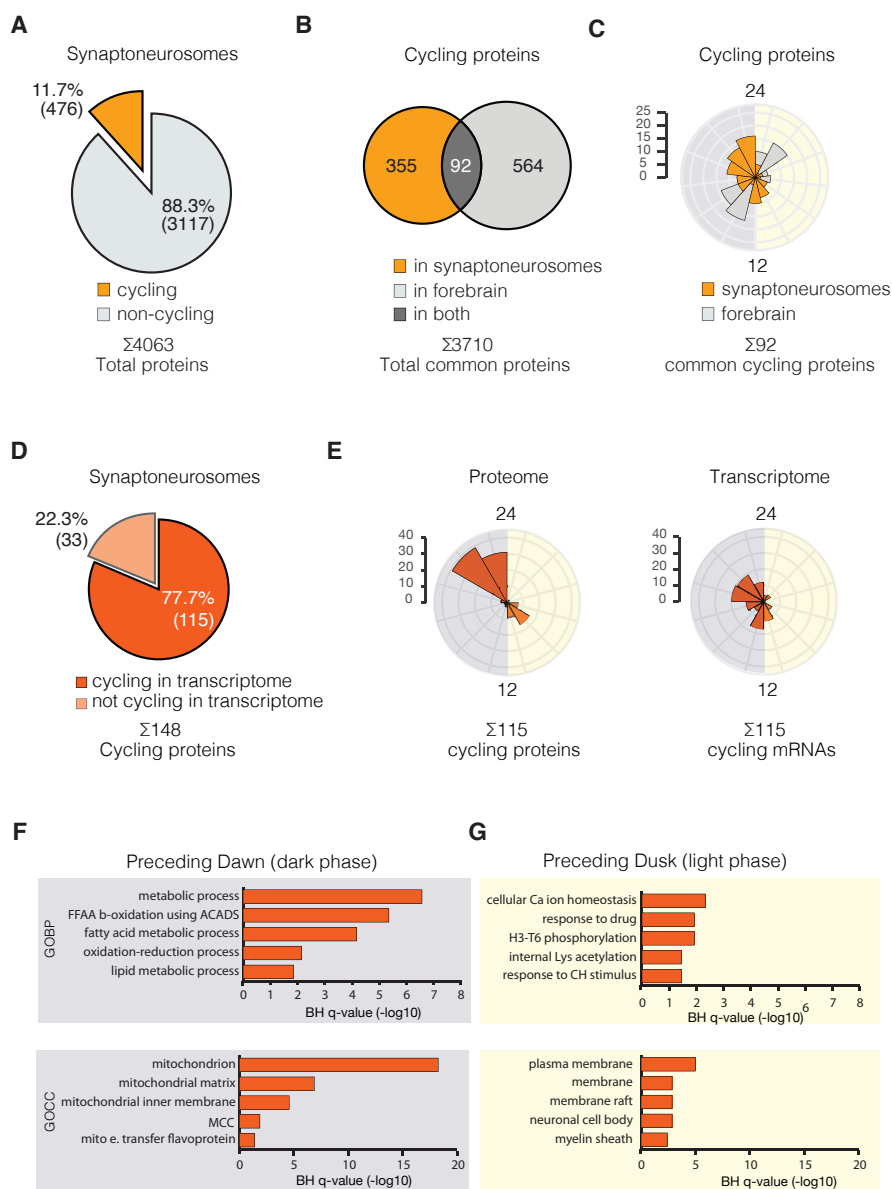 A
Synaptoneurosomes
11.7%
(476)
88.3%
(3117)
cycling
non-cycling
Σ4063
Total proteins
B
Cycling proteins
355
92
564
in synaptoneurosomes
in forebrain
in both
Σ3710
Total common proteins
C
Cycling proteins
24
25
20
15
10
5
0
12
synaptoneurosomes
forebrain
Σ92
common cycling proteins
D
Synaptoneurosomes
22.3%
(33)
77.7%
(115)
cycling in transcriptome
not cycling in transcriptome
Σ148
Cycling proteins
E
Proteome
24
40
30
20
10
0
12
Σ115
cycling proteins
Transcriptome
24
40
30
20
10
0
12
Σ115
cycling mRNAs
F
Preceding Dawn (dark phase)
GOBP
metabolic process
FFAA b-oxidation using ACADS
fatty acid metabolic process
oxidation-reduction process
lipid metabolic process
0 1 2 3 4 5 6 7 8
BH q-value (-log10)
GOCC
mitochondrion
mitochondrial matrix
mitochondrial inner membrane
MCC
mito e. transfer flavoprotein
0 5 10 15 20
BH q-value (-log10)
G
Preceding Dusk (light phase)
cellular Ca ion homeostasis
response to drug
H3-T6 phosphorylation
internal Lys acetylation
response to CH stimulus
0 1 2 3 4 5 6 7 8
BH q-value (-log10)
plasma membrane
membrane
membrane raft
neuronal cell body
myelin sheath
0 5 10 15 20
BH q-value (-log10)